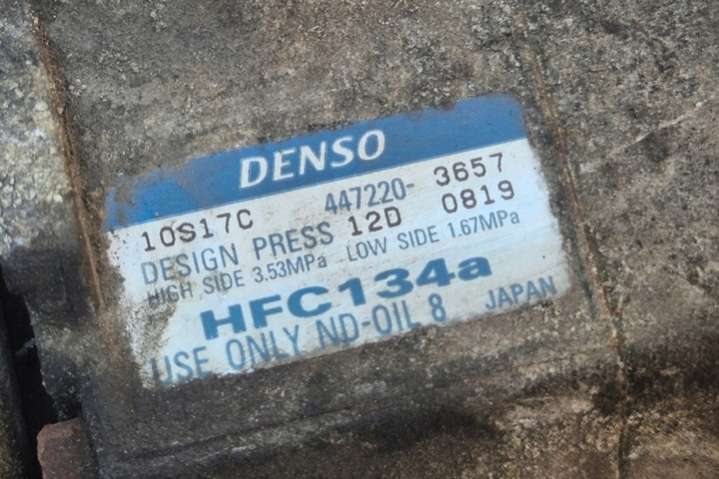 DENSO
10S17C 447220-3657
DESIGN PRESS 12D 0819
HIGH SIDE 3.53MPa LOW SIDE 1.67MPa
HFC134a
USE ONLY ND-OIL 8 JAPAN